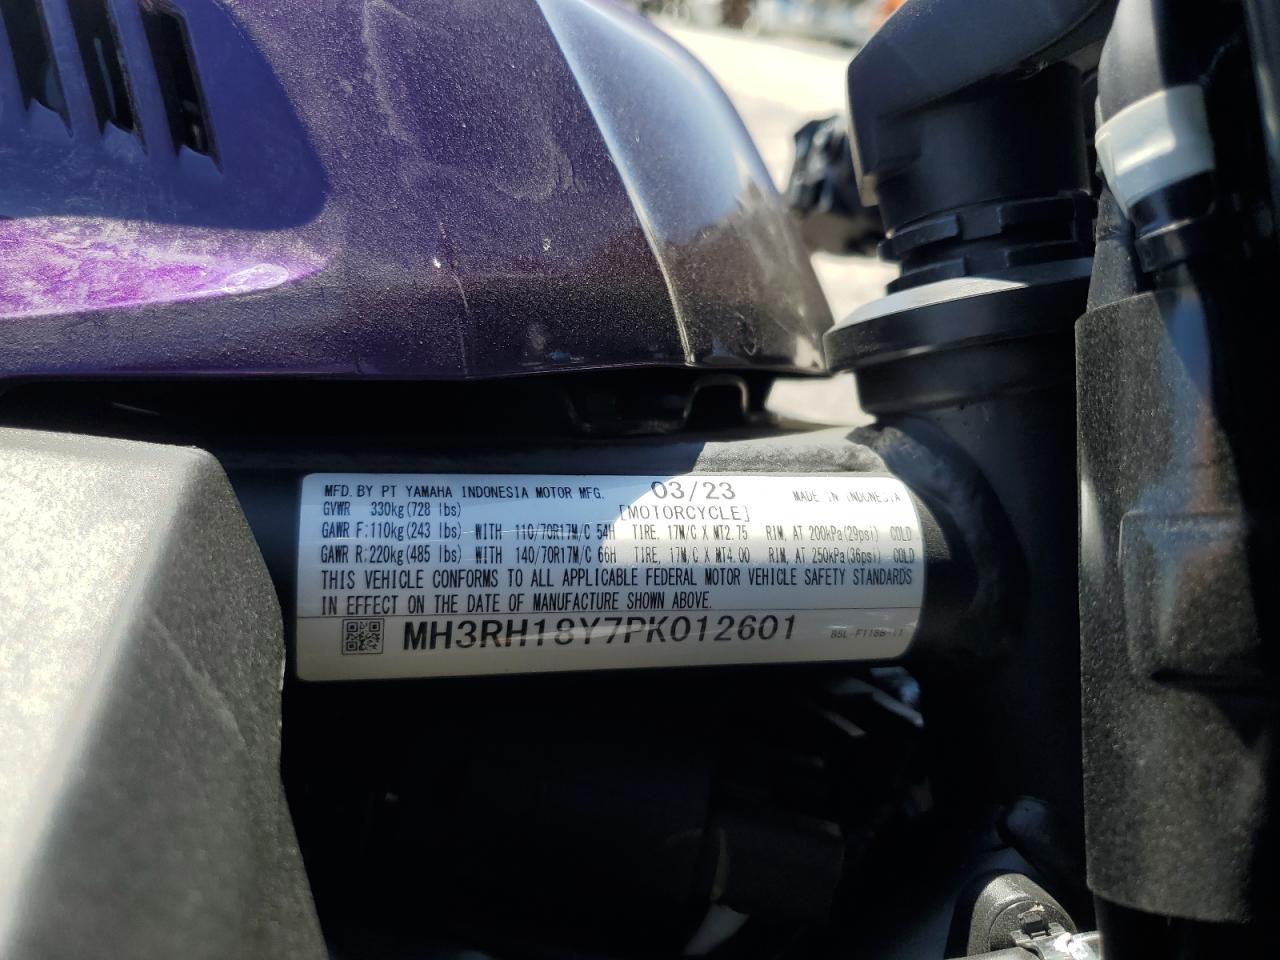 MFD. BY PT YAMAHA INDONESIA MOTOR MFG. 03/23 MADE IN INDONESIA
GVWR 330kg(728 lbs) [MOTORCYCLE]
GAWR F:110kg(243 lbs) WITH 110/70R17M/C 54H TIRE, 17M/C X MT2.75 RIM, AT 200kPa(29psi) COLD
GAWR R:220kg(485 lbs) WITH 140/70R17M/C 66H TIRE, 17M/C X MT4.00 RIM, AT 250kPa(36psi) COLD
THIS VEHICLE CONFORMS TO ALL APPLICABLE FEDERAL MOTOR VEHICLE SAFETY STANDARDS
IN EFFECT ON THE DATE OF MANUFACTURE SHOWN ABOVE.
MH3RH18Y7PK012601